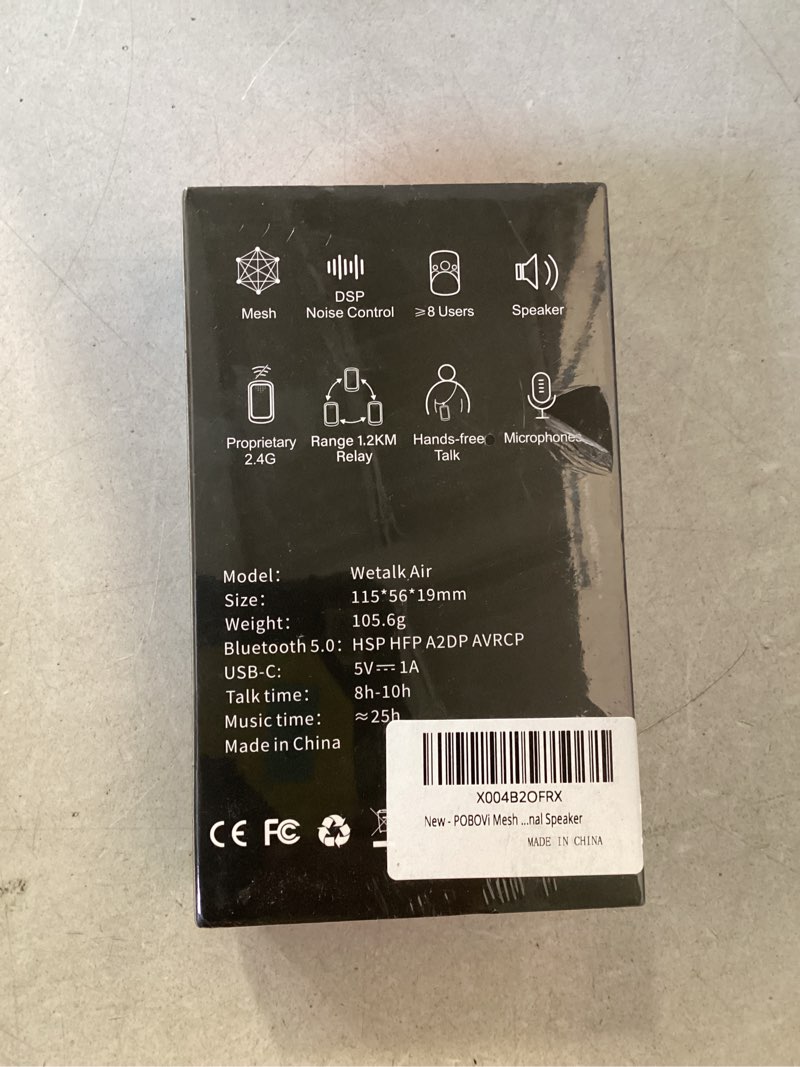 Mesh
DSP
Noise Control
⩾8 Users
Speaker
Proprietary
2.4G
Range 1.2KM
Relay
Hands-free
Talk
Microphones
Model: Wetalk Air
Size: 115*56*19mm
Weight: 105.6g
Bluetooth 5.0: HSP HFP A2DP AVRCP
USB-C: 5V⎓1A
Talk time: 8h-10h
Music time: ≈25h
Made in China
CE FC
X004B2OFRX
New - POBOVi Mesh ...nal Speaker
MADE IN CHINA